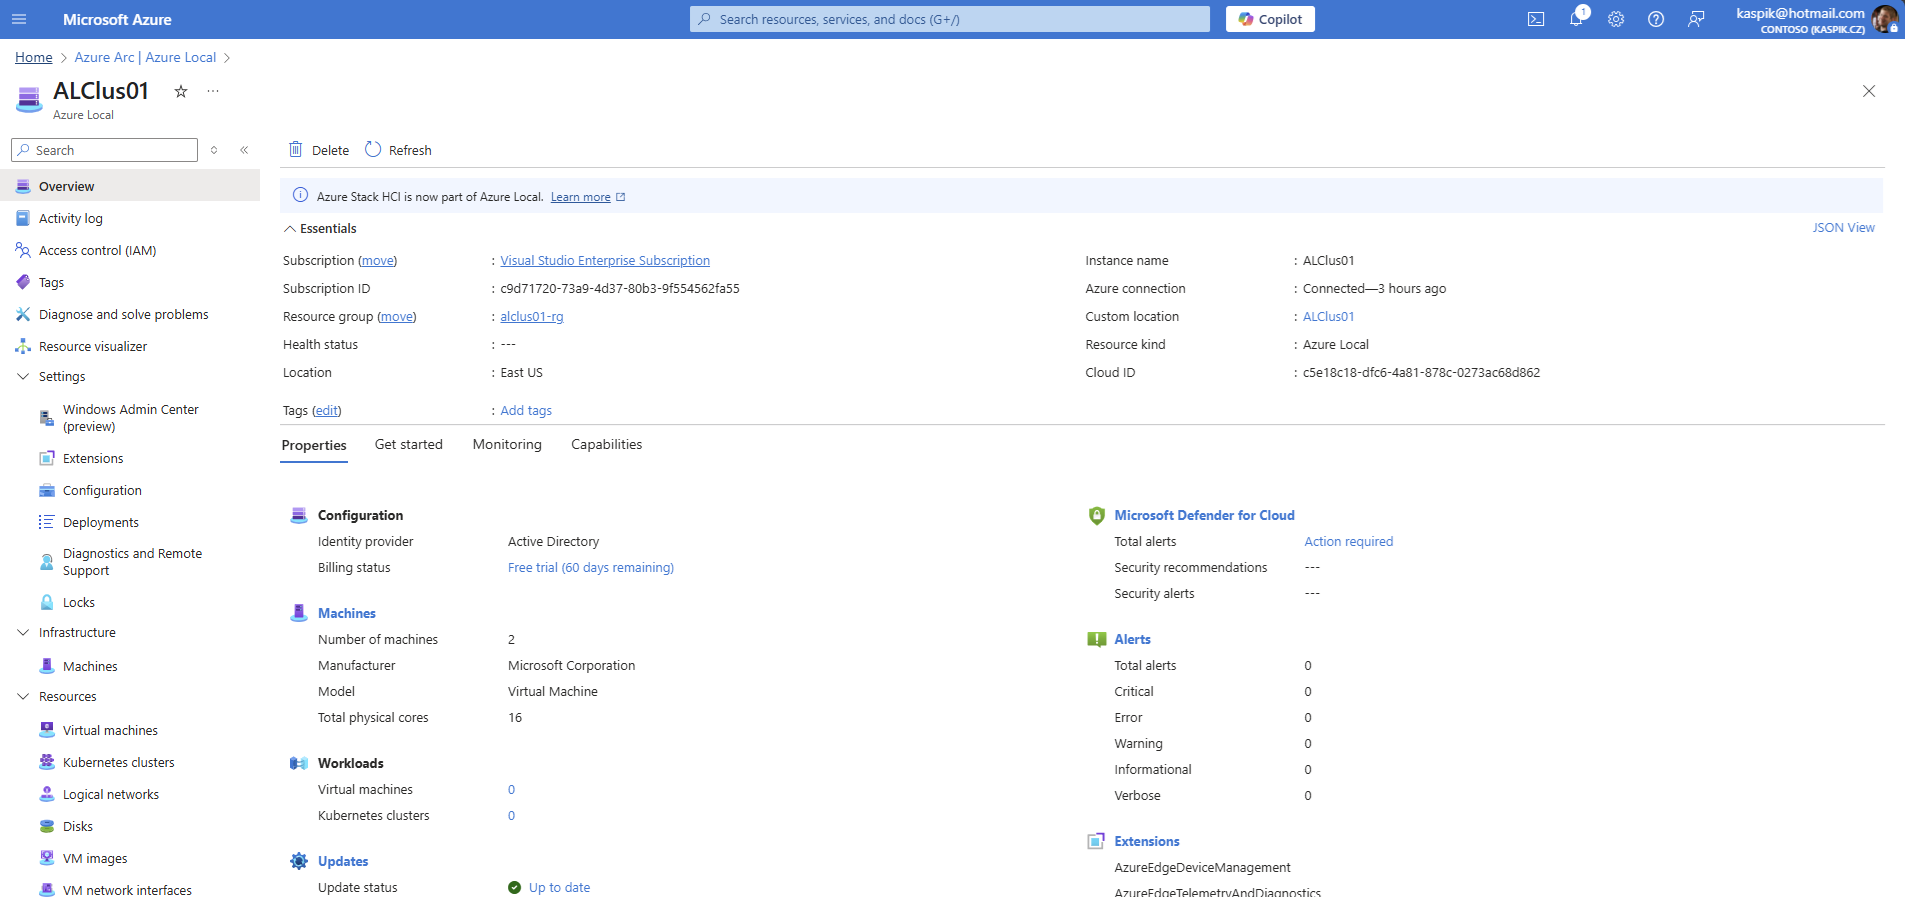 Microsoft Azure
Search resources, services, and docs (G+/)
Copilot
1
kaspik@hotmail.com
CONTOSO (KASPIK.CZ)
Home > Azure Arc | Azure Local >
ALClus01
Azure Local
Search
Overview
Activity log
Access control (IAM)
Tags
Diagnose and solve problems
Resource visualizer
Settings
Windows Admin Center
(preview)
Extensions
Configuration
Deployments
Diagnostics and Remote
Support
Locks
Infrastructure
Machines
Resources
Virtual machines
Kubernetes clusters
Logical networks
Disks
VM images
VM network interfaces
Delete
Refresh
Azure Stack HCI is now part of Azure Local. Learn more
Essentials
JSON View
Subscription (move) : Visual Studio Enterprise Subscription
Subscription ID : c9d71720-73a9-4d37-80b3-9f554562fa55
Resource group (move) : alclus01-rg
Health status : ---
Location : East US
Instance name : ALClus01
Azure connection : Connected—3 hours ago
Custom location : ALClus01
Resource kind : Azure Local
Cloud ID : c5e18c18-dfc6-4a81-878c-0273ac68d862
Tags (edit) : Add tags
Properties
Get started
Monitoring
Capabilities
Configuration
Identity provider Active Directory
Billing status Free trial (60 days remaining)
Machines
Number of machines 2
Manufacturer Microsoft Corporation
Model Virtual Machine
Total physical cores 16
Workloads
Virtual machines 0
Kubernetes clusters 0
Updates
Update status Up to date
Microsoft Defender for Cloud
Total alerts Action required
Security recommendations ---
Security alerts ---
Alerts
Total alerts 0
Critical 0
Error 0
Warning 0
Informational 0
Verbose 0
Extensions
AzureEdgeDeviceManagement
AzureEdgeTelemetryAndDiagnostics